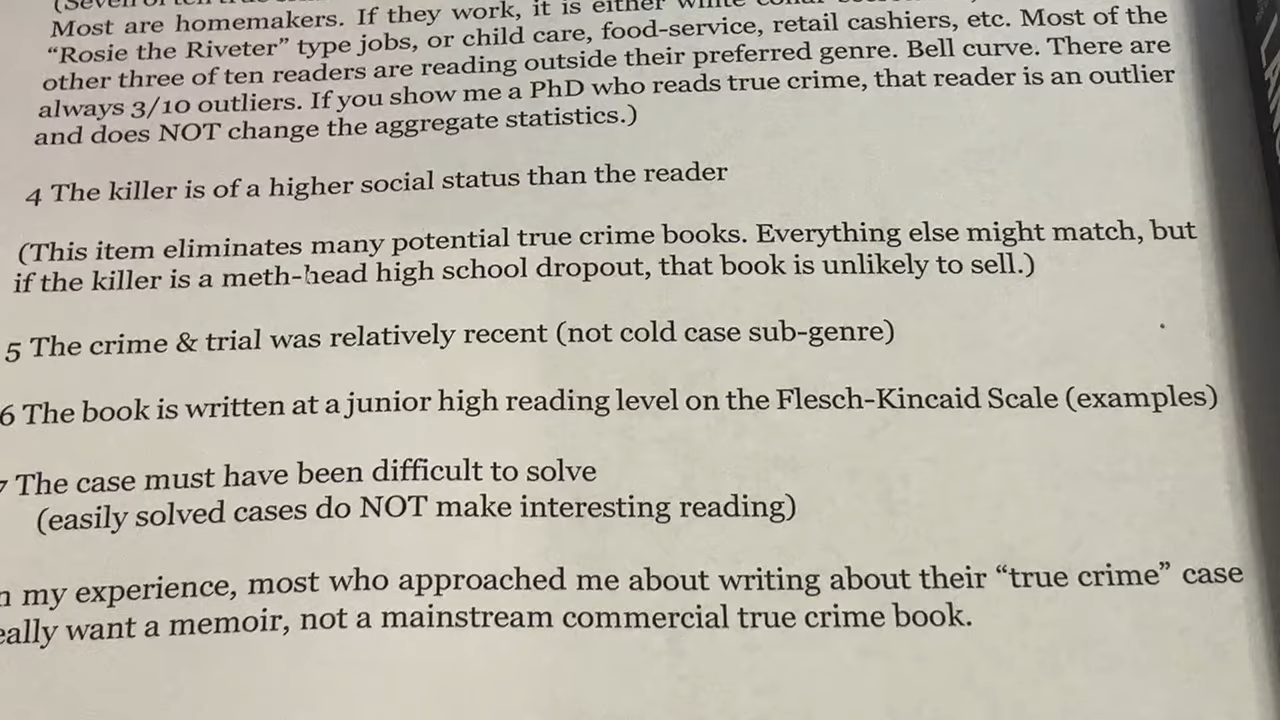 Most are homemakers. If they work, it is either
"Rosie the Riveter" type jobs, or child care, food-service, retail cashiers, etc. Most of the
other three of ten readers are reading outside their preferred genre. Bell curve. There are
always 3/10 outliers. If you show me a PhD who reads true crime, that reader is an outlier
and does NOT change the aggregate statistics.)
4 The killer is of a higher social status than the reader
(This item eliminates many potential true crime books. Everything else might match, but
if the killer is a meth-head high school dropout, that book is unlikely to sell.)
5 The crime & trial was relatively recent (not cold case sub-genre)
6 The book is written at a junior high reading level on the Flesch-Kincaid Scale (examples)
7 The case must have been difficult to solve
(easily solved cases do NOT make interesting reading)
n my experience, most who approached me about writing about their "true crime" case
eally want a memoir, not a mainstream commercial true crime book.